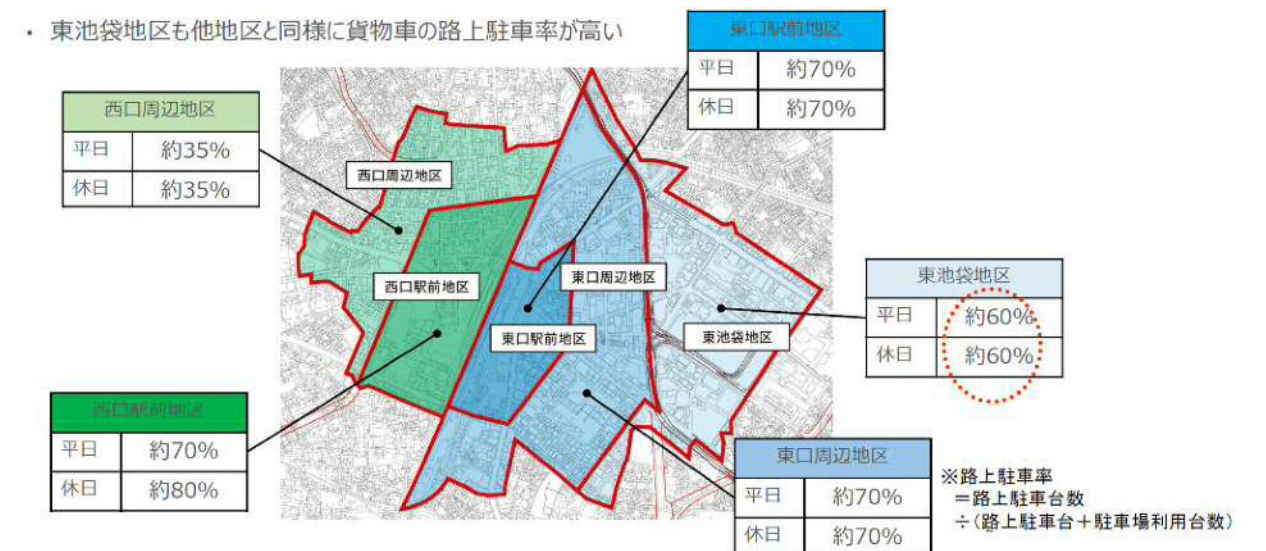 ・ 東池袋地区も他地区と同様に貨物車の路上駐車率が高い
東口駅前地区
平日 約70%
休日 約70%
西口周辺地区
平日 約35%
休日 約35%
西口周辺地区
西口駅前地区
東口周辺地区
東口駅前地区
東池袋地区
東池袋地区
平日 約60%
休日 約60%
西口駅前地区
平日 約70%
休日 約80%
東口周辺地区
平日 約70%
休日 約70%
※路上駐車率
＝路上駐車台数
÷(路上駐車台＋駐車場利用台数)